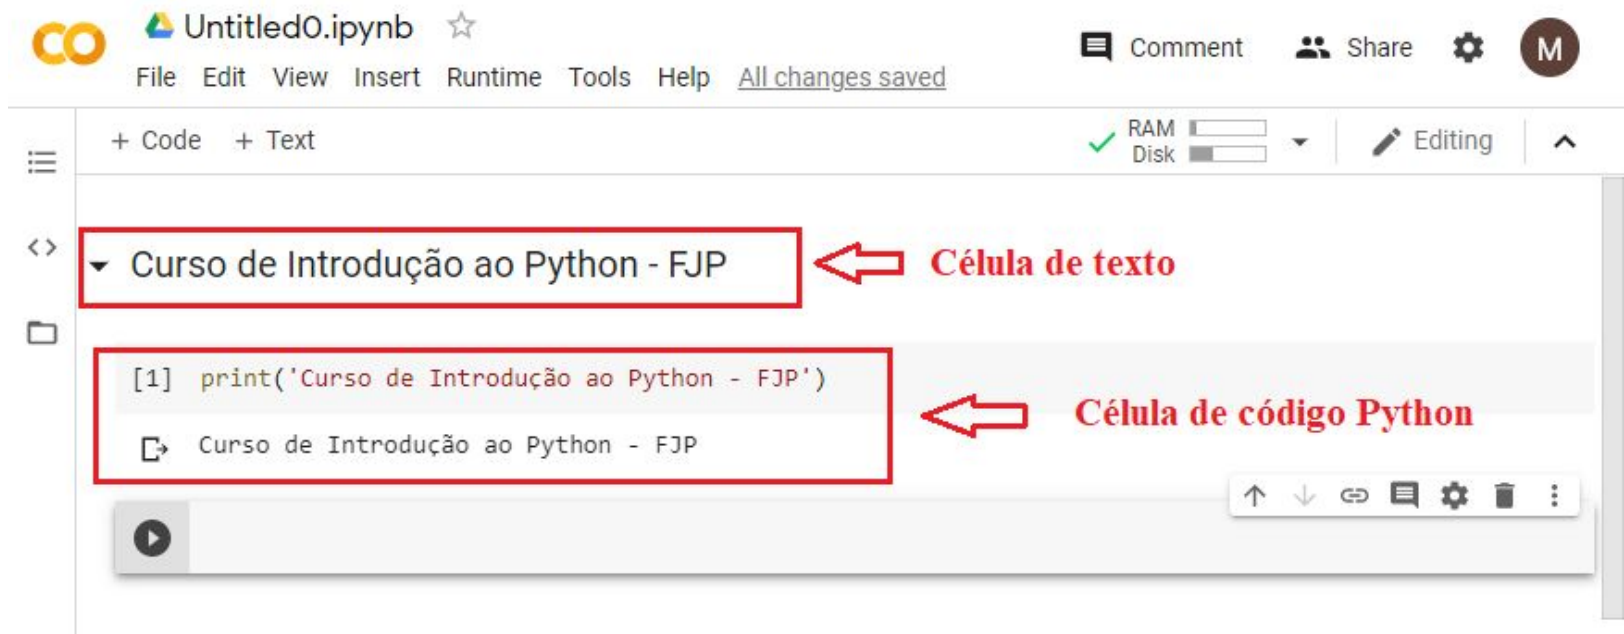 CO Untitled0.ipynb
Comment Share M
File Edit View Insert Runtime Tools Help All changes saved
+ Code + Text
RAM
Disk
Editing
Curso de Introdução ao Python - FJP
Célula de texto
[1] print('Curso de Introdução ao Python - FJP')
Célula de código Python
Curso de Introdução ao Python - FJP